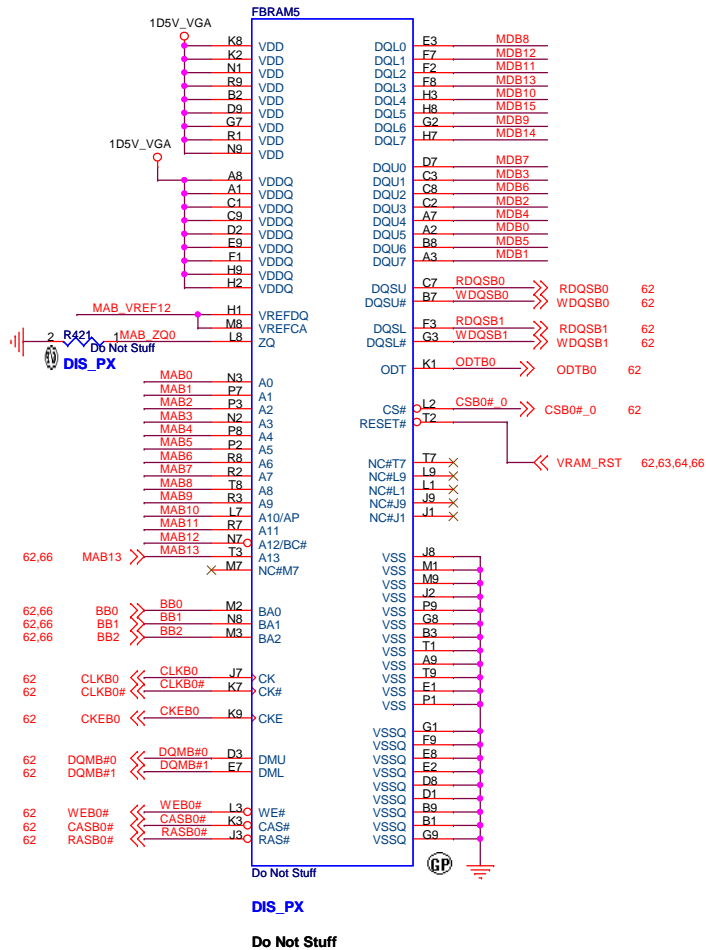 FBRAM5
1D5V_VGA
K8 VDD
K2 VDD
N1 VDD
R9 VDD
B2 VDD
D9 VDD
G7 VDD
R1 VDD
N9 VDD
1D5V_VGA
A8 VDDQ
A1 VDDQ
C1 VDDQ
C9 VDDQ
D2 VDDQ
E9 VDDQ
F1 VDDQ
H9 VDDQ
H2 VDDQ
MAB_VREF12 H1 VREFDQ
M8 VREFCA
2 R421 1 MAB_ZQ0 L8 ZQ
Do Not Stuff
DIS_PX
MAB0 N3 A0
MAB1 P7 A1
MAB2 P3 A2
MAB3 N2 A3
MAB4 P8 A4
MAB5 P2 A5
MAB6 R8 A6
MAB7 R2 A7
MAB8 T8 A8
MAB9 R3 A9
MAB10 L7 A10/AP
MAB11 R7 A11
MAB12 N7 A12/BC#
62,66 MAB13 MAB13 T3 A13
M7 NC#M7
62,66 BB0 BB0 M2 BA0
62,66 BB1 BB1 N8 BA1
62,66 BB2 BB2 M3 BA2
62 CLKB0 CLKB0 J7 CK
62 CLKB0# CLKB0# K7 CK#
62 CKEB0 CKEB0 K9 CKE
62 DQMB#0 DQMB#0 D3 DMU
62 DQMB#1 DQMB#1 E7 DML
62 WEB0# WEB0# L3 WE#
62 CASB0# CASB0# K3 CAS#
62 RASB0# RASB0# J3 RAS#
DQL0 E3 MDB8
DQL1 F7 MDB12
DQL2 F2 MDB11
DQL3 F8 MDB13
DQL4 H3 MDB10
DQL5 H8 MDB15
DQL6 G2 MDB9
DQL7 H7 MDB14
DQU0 D7 MDB7
DQU1 C3 MDB3
DQU2 C8 MDB6
DQU3 C2 MDB2
DQU4 A7 MDB4
DQU5 A2 MDB0
DQU6 B8 MDB5
DQU7 A3 MDB1
DQSU C7 RDQSB0 RDQSB0 62
DQSU# B7 WDQSB0 WDQSB0 62
DQSL F3 RDQSB1 RDQSB1 62
DQSL# G3 WDQSB1 WDQSB1 62
ODT K1 ODTB0 ODTB0 62
CS# L2 CSB0#_0 CSB0#_0 62
RESET# T2
VRAM_RST 62,63,64,66
NC#T7 T7
NC#L9 L9
NC#L1 L1
NC#J9 J9
NC#J1 J1
VSS J8
VSS M1
VSS M9
VSS J2
VSS P9
VSS G8
VSS B3
VSS T1
VSS A9
VSS T9
VSS E1
VSS P1
VSSQ G1
VSSQ F9
VSSQ E8
VSSQ E2
VSSQ D8
VSSQ D1
VSSQ B9
VSSQ B1
VSSQ G9
GP
Do Not Stuff
DIS_PX
Do Not Stuff